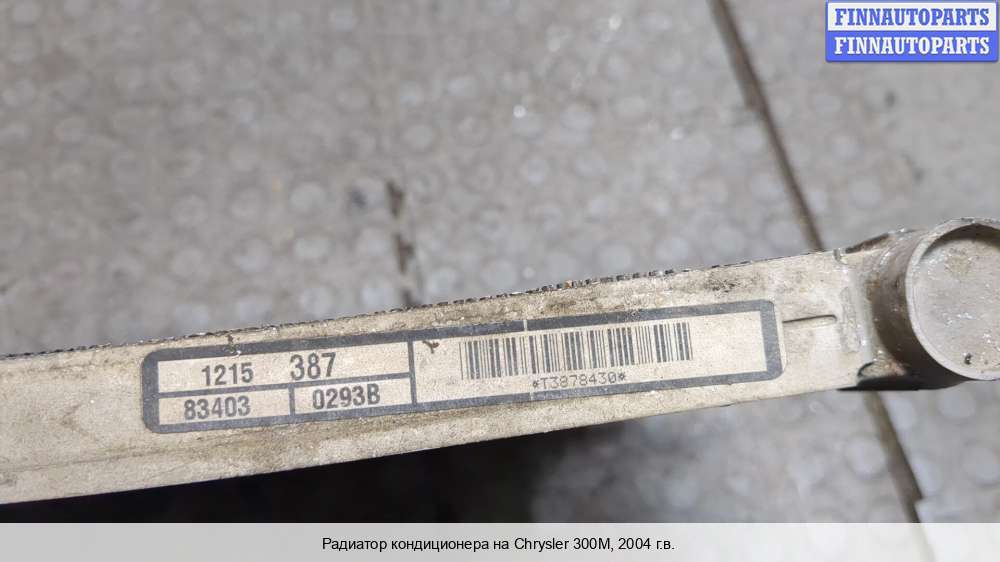 FINNAUTOPARTS
FINNAUTOPARTS
1215 387
83403 0293B
*T3878430*
Радиатор кондиционера на Chrysler 300M, 2004 г.в.